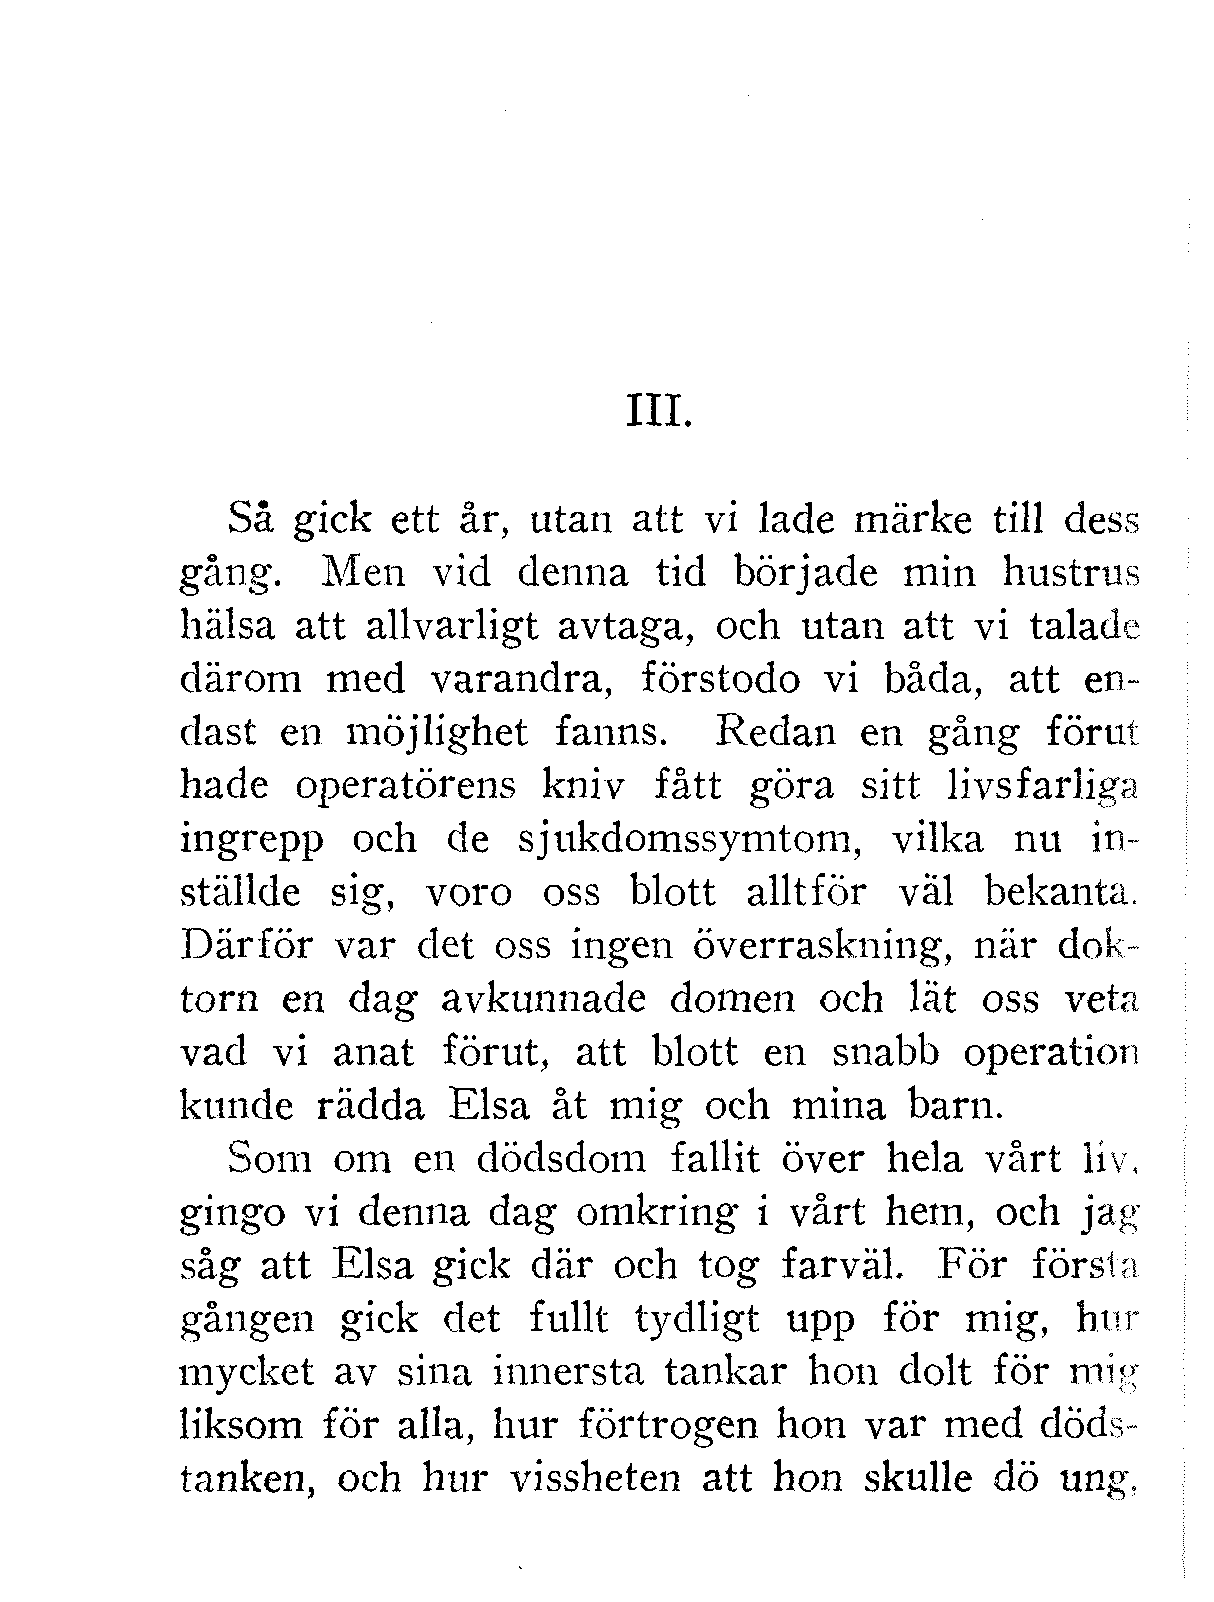 III.
Så gick ett år, utan att vi lade märke till dess
gång. Men vid denna tid började min hustrus
hälsa att allvarligt avtaga, och utan att vi talade
därom med varandra, förstodo vi båda, att en-
dast en möjlighet fanns. Redan en gång förut
hade operatörens kniv fått göra sitt livsfarliga
ingrepp och de sjukdomssymtom, vilka nu in-
ställde sig, voro oss blott alltför väl bekanta.
Därför var det oss ingen överraskning, när dok-
torn en dag avkunnade domen och lät oss veta
vad vi anat förut, att blott en snabb operation
kunde rädda Elsa åt mig och mina barn.
Som om en dödsdom fallit över hela vårt liv,
gingo vi denna dag omkring i vårt hem, och jag
såg att Elsa gick där och tog farväl. För första
gången gick det fullt tydligt upp för mig, hur
mycket av sina innersta tankar hon dolt för mig
liksom för alla, hur förtrogen hon var med döds-
tanken, och hur vissheten att hon skulle dö ung,